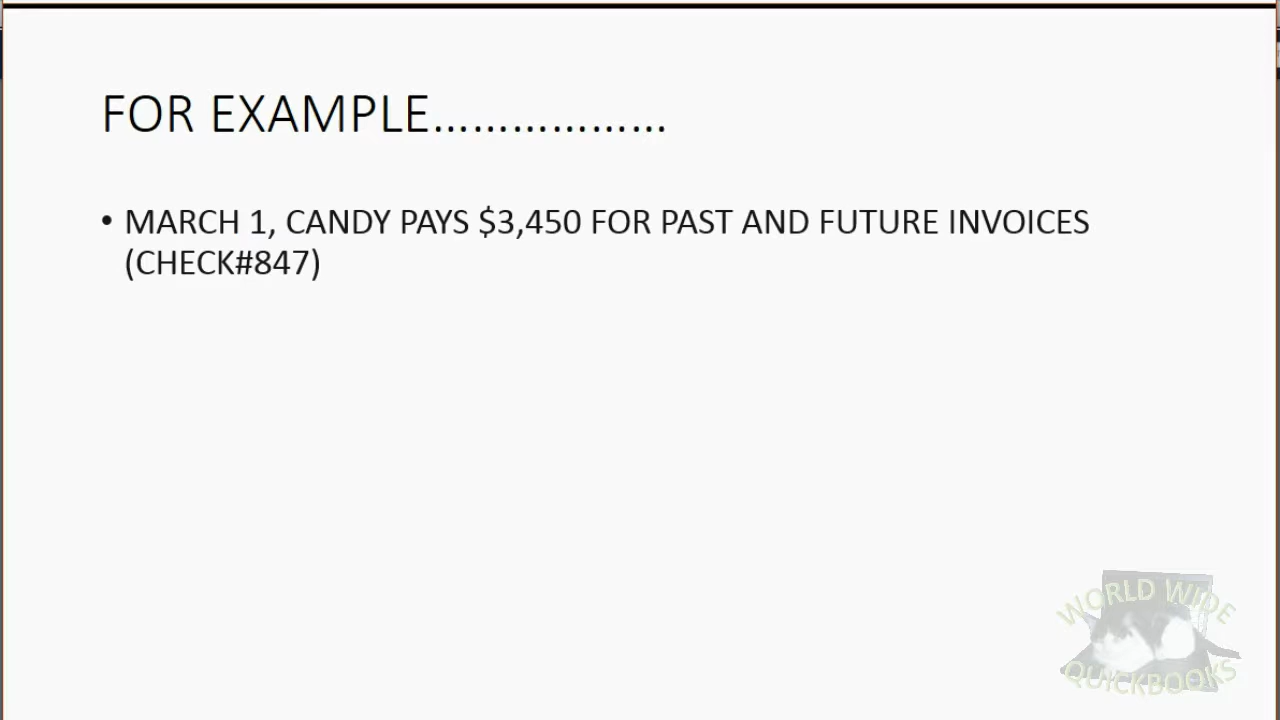 FOR EXAMPLE………………
• MARCH 1, CANDY PAYS $3,450 FOR PAST AND FUTURE INVOICES
(CHECK#847)
WORLD WIDE
QUICKBOOKS